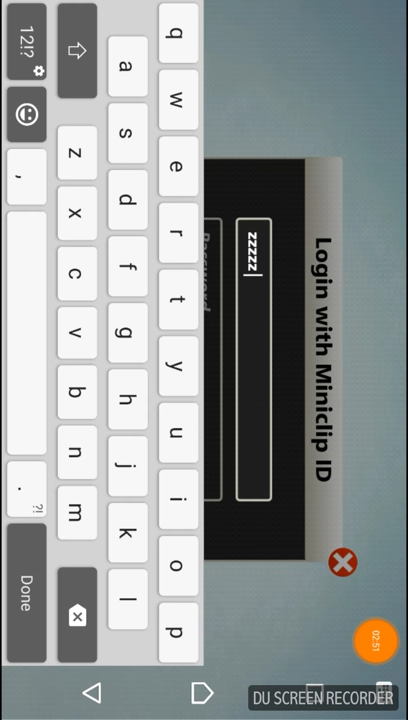 Login with Miniclip ID
zzzzz
Password
q w e r t y u i o p
a s d f g h j k l
z x c v b n m
12!?
, . ?!
Done
02:51
DU SCREEN RECORDER